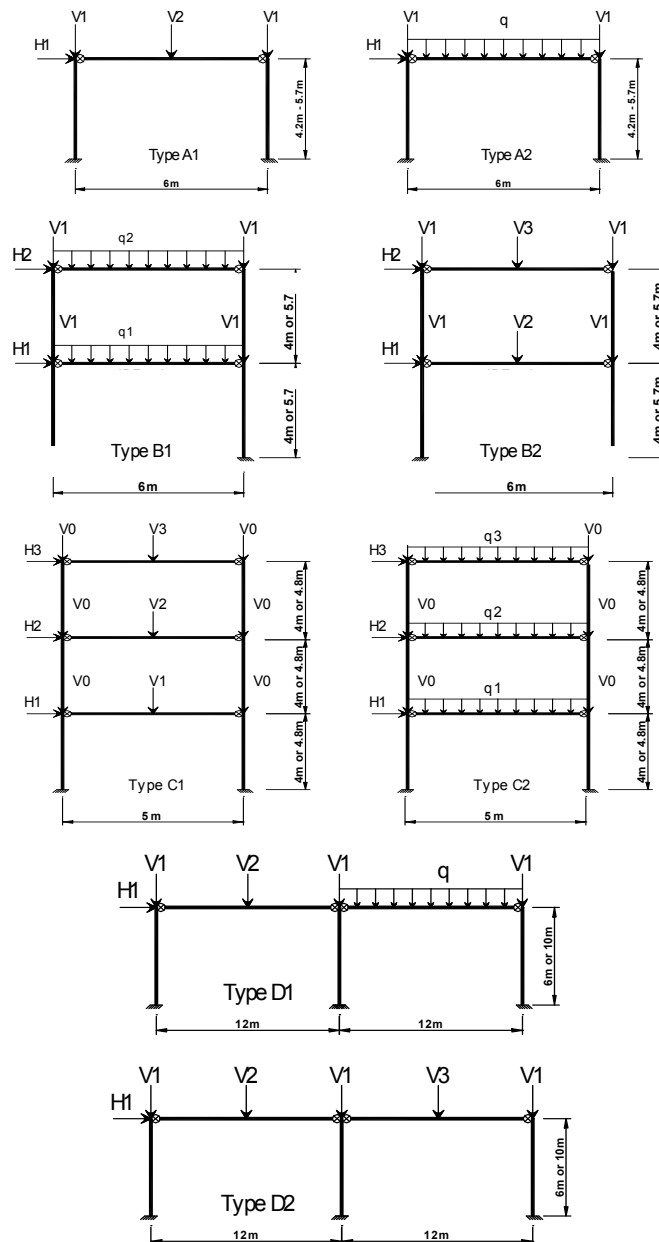 V1 V2 V1
H1
4.2m - 5.7m
Type A1
6m
V1 q V1
H1
4.2m - 5.7m
Type A2
6m
V1 q2 V1
H2
4m or 5.7
V1 q1 V1
H1
4m or 5.7
Type B1
6m
V1 V3 V1
H2
4m or 5.7m
V1 V2 V1
H1
4m or 5.7m
Type B2
6m
V0 V3 V0
H3
4m or 4.8m
V0 V2 V0
H2
4m or 4.8m
V0 V1 V0
H1
4m or 4.8m
Type C1
5m
V0 q3 V0
H3
4m or 4.8m
V0 q2 V0
H2
4m or 4.8m
V0 q1 V0
H1
4m or 4.8m
Type C2
5m
V1 V2 V1 q V1
H1
6m or 10m
Type D1
12m 12m
V1 V2 V1 V3 V1
H1
6m or 10m
Type D2
12m 12m